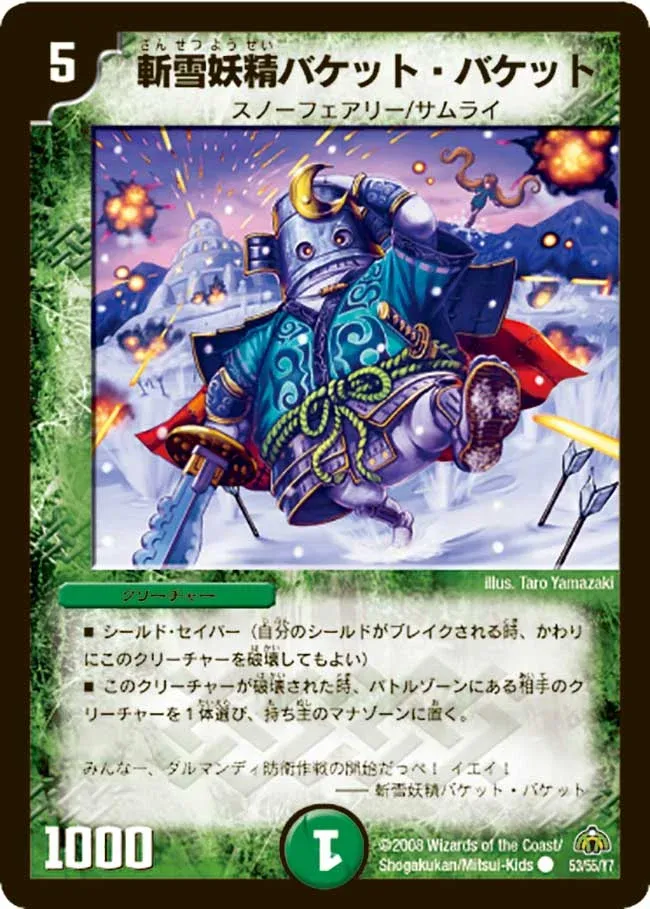 5
ざん せつ よう せい
斬雪妖精バケット・バケット
スノーフェアリー/サムライ
illus. Taro Yamazaki
クリーチャー
■ シールド・セイバー（自分のシールドがブレイクされる時、かわり
にこのクリーチャーを破壊してもよい）
■ このクリーチャーが破壊された時、バトルゾーンにある相手のク
リーチャーを１体選び、持ち主のマナゾーンに置く。
みんなー、ダルマンディ防衛作戦の開始だっぺ！ イエイ！
—— 斬雪妖精バケット・バケット
1000
1
©2008 Wizards of the Coast/
Shogakukan/Mitsui-Kids
53/55/Y7